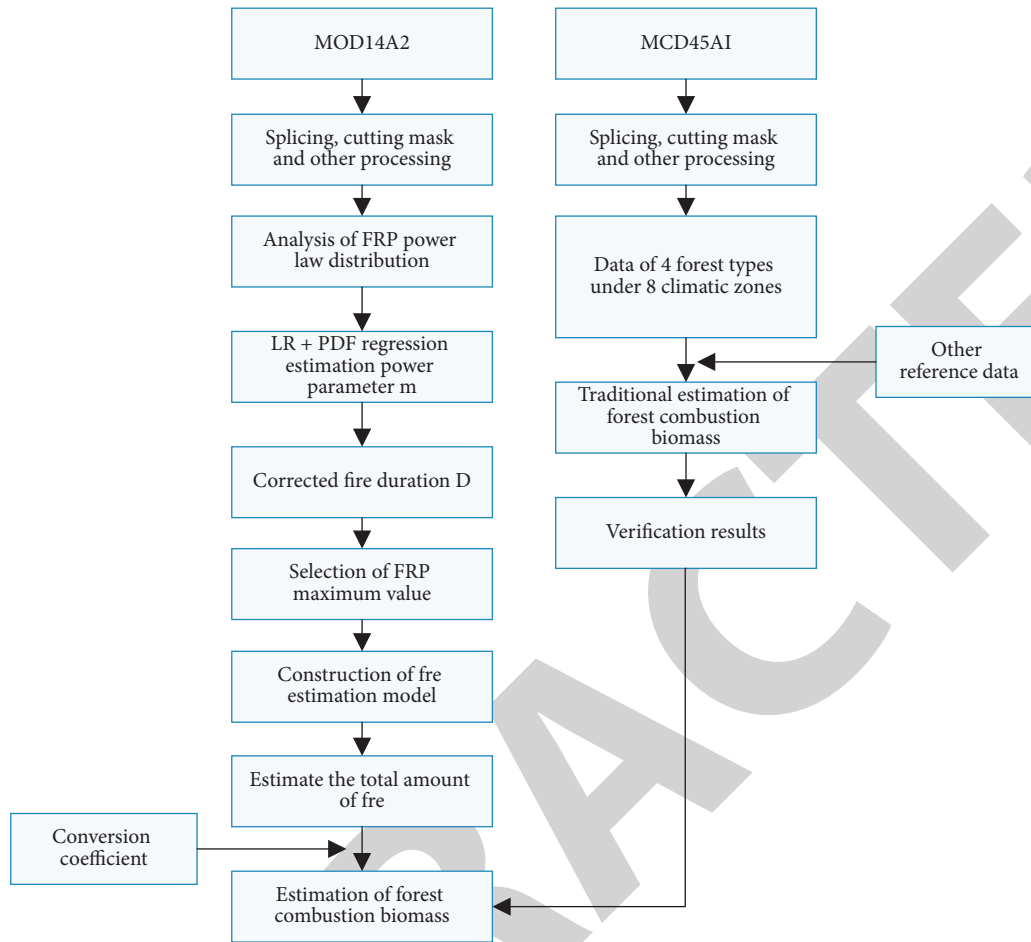 MOD14A2
Splicing, cutting mask
and other processing
Analysis of FRP power
law distribution
LR + PDF regression
estimation power
parameter m
Corrected fire duration D
Selection of FRP
maximum value
Construction of fre
estimation model
Estimate the total amount
of fre
Conversion
coefficient
Estimation of forest
combustion biomass
MCD45AI
Splicing, cutting mask
and other processing
Data of 4 forest types
under 8 climatic zones
Other
reference data
Traditional estimation of
forest combustion
biomass
Verification results
RACTE